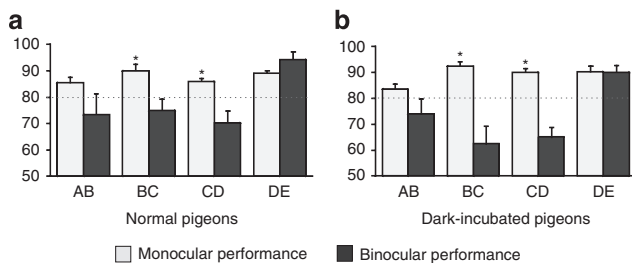 a
100
90
80
70
60
50
*
*
AB BC CD DE
Normal pigeons
b
100
90
80
70
60
50
*
*
AB BC CD DE
Dark-incubated pigeons
Monocular performance Binocular performance